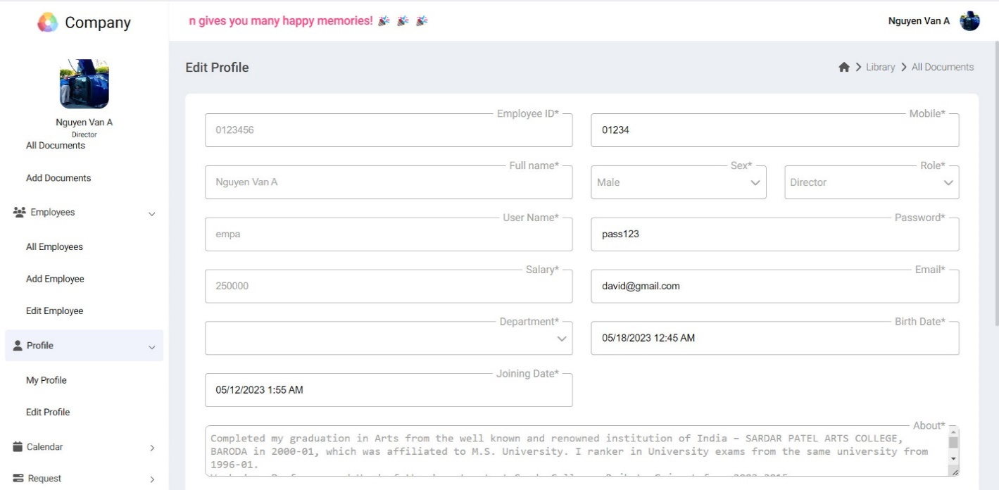 Company
n gives you many happy memories!
Nguyen Van A
Nguyen Van A
Director
All Documents
Add Documents
Employees
All Employees
Add Employee
Edit Employee
Profile
My Profile
Edit Profile
Calendar
Request
Edit Profile
Library All Documents
Employee ID*
0123456
Mobile*
01234
Full name*
Nguyen Van A
Sex*
Male
Role*
Director
User Name*
empa
Password*
pass123
Salary*
250000
Email*
david@gmail.com
Department*
Birth Date*
05/18/2023 12:45 AM
Joining Date*
05/12/2023 1:55 AM
About*
Completed my graduation in Arts from the well known and renowned institution of India – SARDAR PATEL ARTS COLLEGE,
BARODA in 2000-01, which was affiliated to M.S. University. I ranker in University exams from the same university from
1996-01.